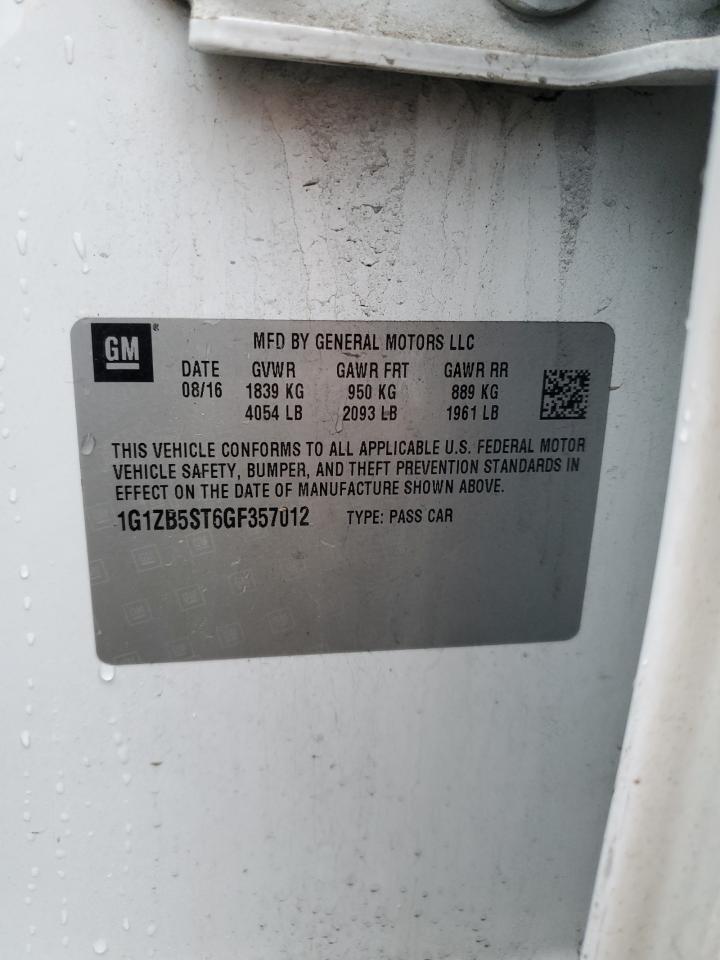 GM ® MFD BY GENERAL MOTORS LLC
DATE GVWR GAWR FRT GAWR RR
08/16 1839 KG 950 KG 889 KG
4054 LB 2093 LB 1961 LB
THIS VEHICLE CONFORMS TO ALL APPLICABLE U.S. FEDERAL MOTOR
VEHICLE SAFETY, BUMPER, AND THEFT PREVENTION STANDARDS IN
EFFECT ON THE DATE OF MANUFACTURE SHOWN ABOVE.
1G1ZB5ST6GF357012 TYPE: PASS CAR